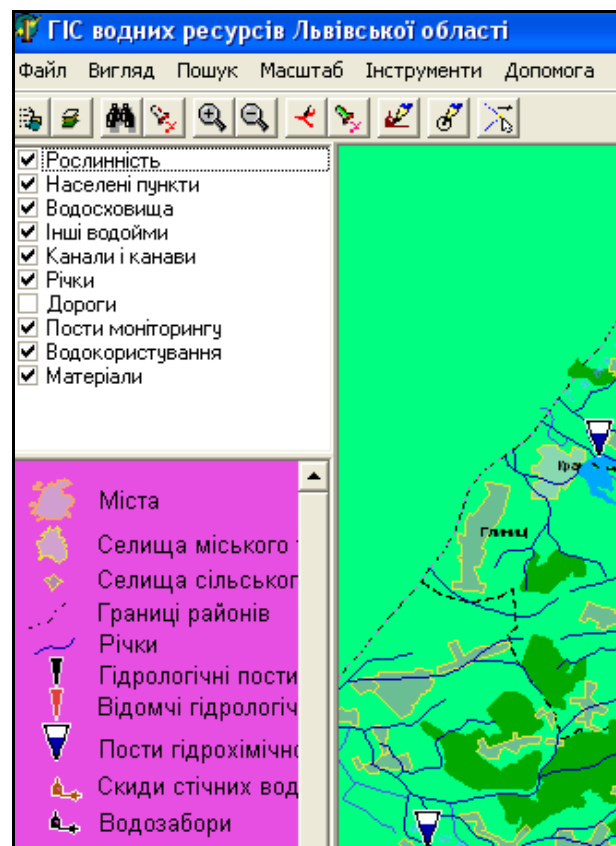 ГІС водних ресурсів Львівської області
Файл Вигляд Пошук Масштаб Інструменти Допомога
Рослинність
Населені пункти
Водосховища
Інші водойми
Канали і канави
Річки
Дороги
Пости моніторингу
Водокористування
Матеріали
Міста
Селища міського
Селища сільськог
Границі районів
Річки
Гідрологічні пости
Відомчі гідрологіч
Пости гідрохімічно
Скиди стічних вод
Водозабори
Глиниці